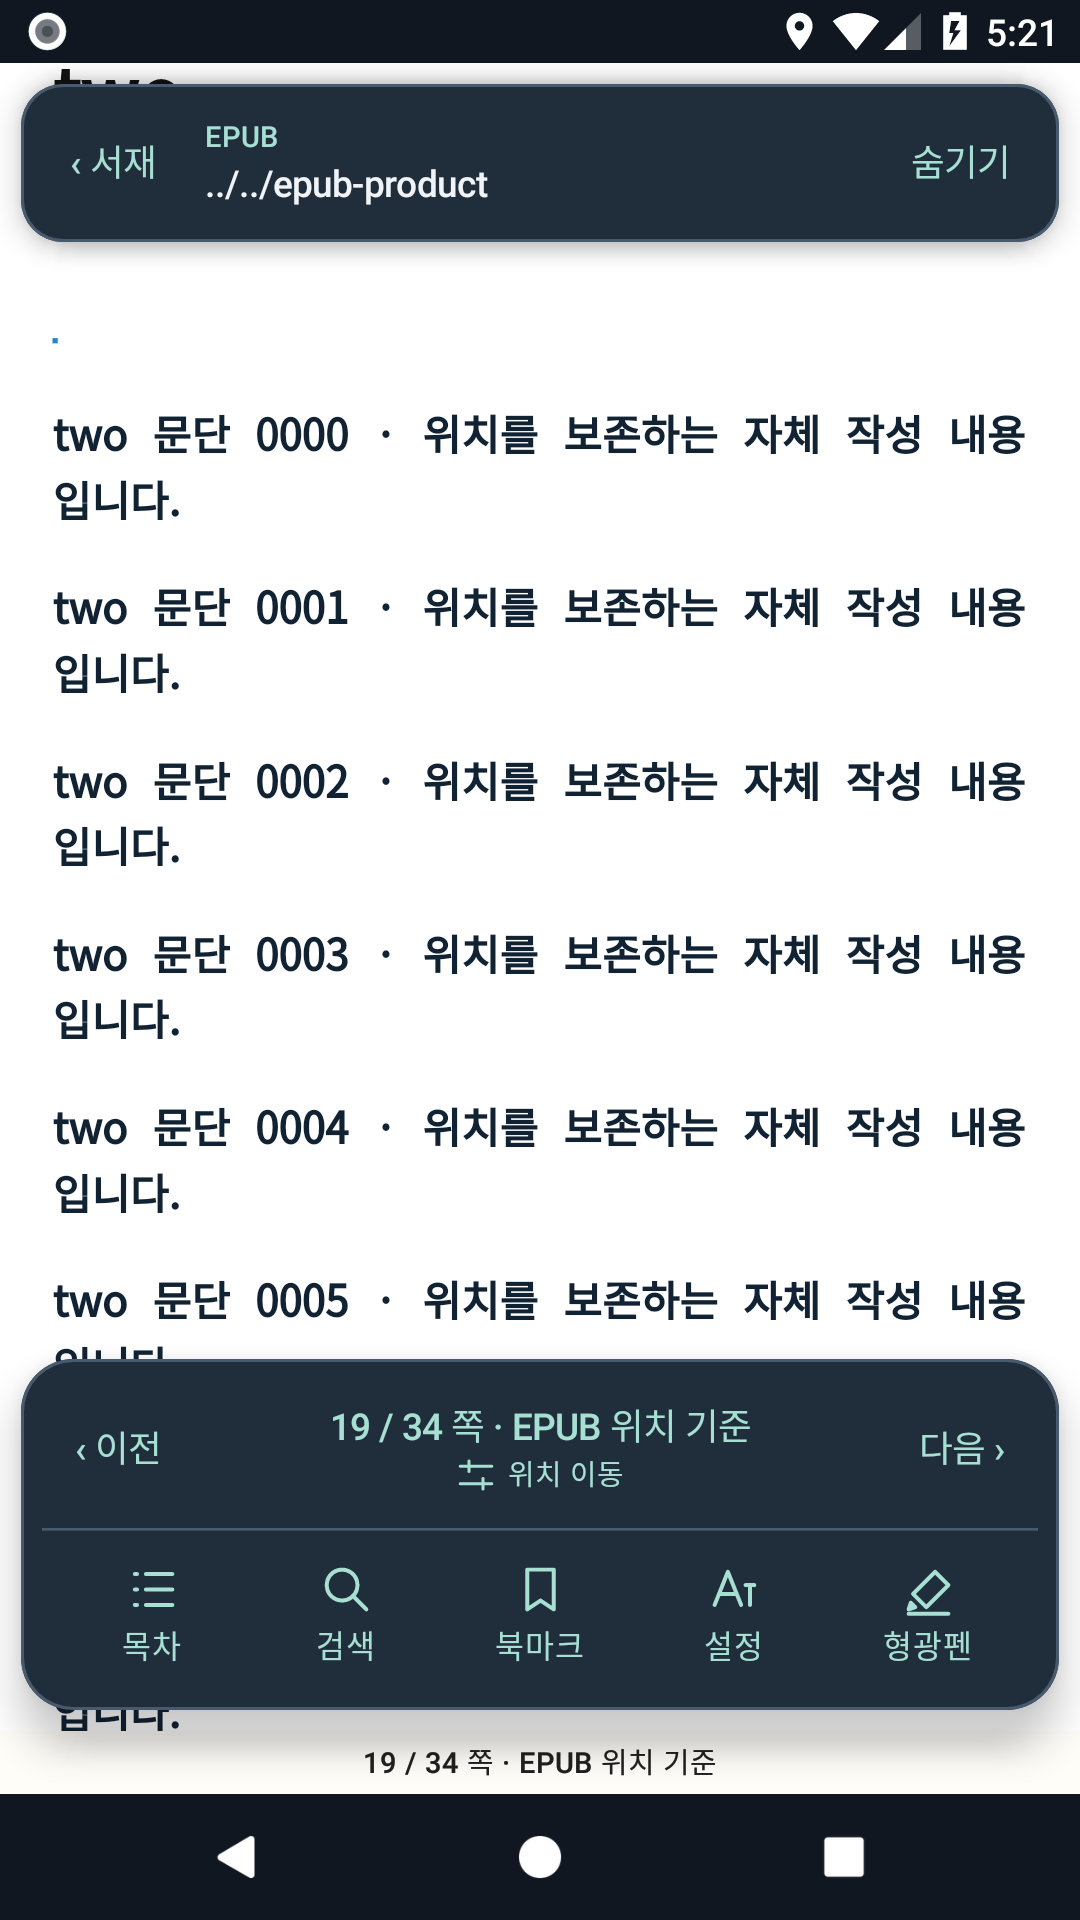 5:21
two
‹ 서재
EPUB
../../epub-product
숨기기
.
two 문단 0000 · 위치를 보존하는 자체 작성 내용
입니다.
two 문단 0001 · 위치를 보존하는 자체 작성 내용
입니다.
two 문단 0002 · 위치를 보존하는 자체 작성 내용
입니다.
two 문단 0003 · 위치를 보존하는 자체 작성 내용
입니다.
two 문단 0004 · 위치를 보존하는 자체 작성 내용
입니다.
two 문단 0005 · 위치를 보존하는 자체 작성 내용
입니다.
‹ 이전
19 / 34 쪽 · EPUB 위치 기준
위치 이동
다음 ›
목차
검색
북마크
설정
형광펜
입니다.
19 / 34 쪽 · EPUB 위치 기준